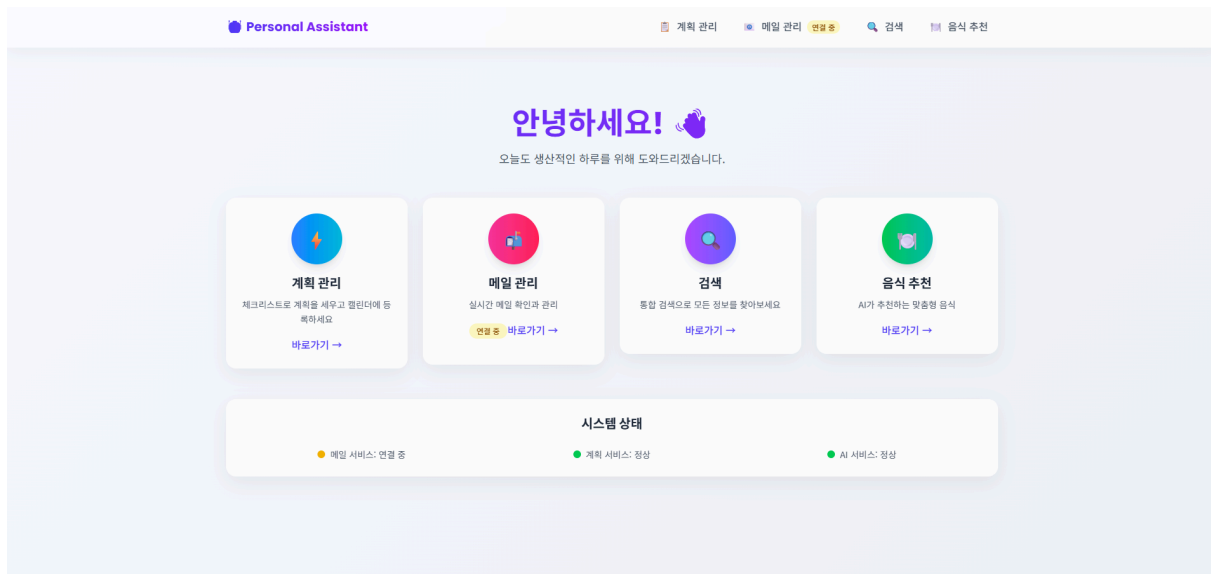 Personal Assistant
계획 관리
메일 관리 연결 중
검색
음식 추천
안녕하세요!
오늘도 생산적인 하루를 위해 도와드리겠습니다.
계획 관리
체크리스트로 계획을 세우고 캘린더에 등
록하세요
바로가기 →
메일 관리
실시간 메일 확인과 관리
연결 중 바로가기 →
검색
통합 검색으로 모든 정보를 찾아보세요
바로가기 →
음식 추천
AI가 추천하는 맞춤형 음식
바로가기 →
시스템 상태
메일 서비스: 연결 중
계획 서비스: 정상
AI 서비스: 정상